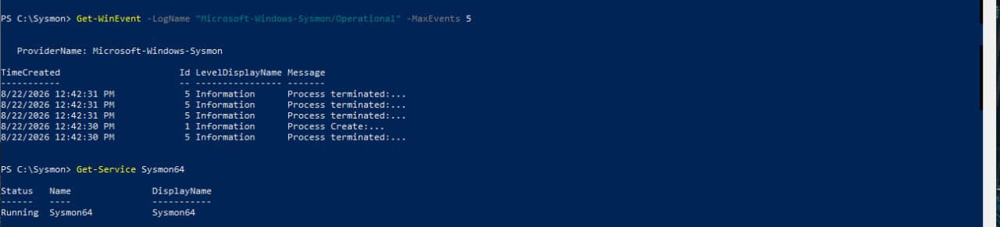 PS C:\Sysmon> Get-WinEvent -LogName "Microsoft-Windows-Sysmon/Operational" -MaxEvents 5
ProviderName: Microsoft-Windows-Sysmon
TimeCreated Id LevelDisplayName Message
----------- -- ---------------- -------
8/22/2026 12:42:31 PM 5 Information Process terminated:...
8/22/2026 12:42:31 PM 5 Information Process terminated:...
8/22/2026 12:42:31 PM 5 Information Process terminated:...
8/22/2026 12:42:30 PM 1 Information Process Create:...
8/22/2026 12:42:30 PM 5 Information Process terminated:...
PS C:\Sysmon> Get-Service Sysmon64
Status Name DisplayName
------ ---- -----------
Running Sysmon64 Sysmon64